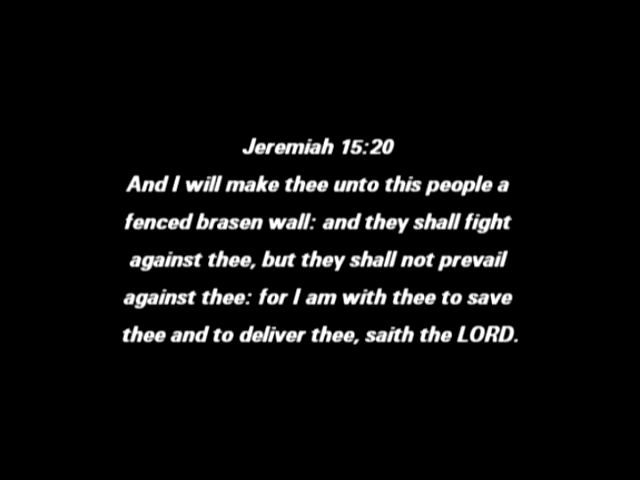 Jeremiah 15:20
And I will make thee unto this people a
fenced brasen wall: and they shall fight
against thee, but they shall not prevail
against thee: for I am with thee to save
thee and to deliver thee, saith the LORD.